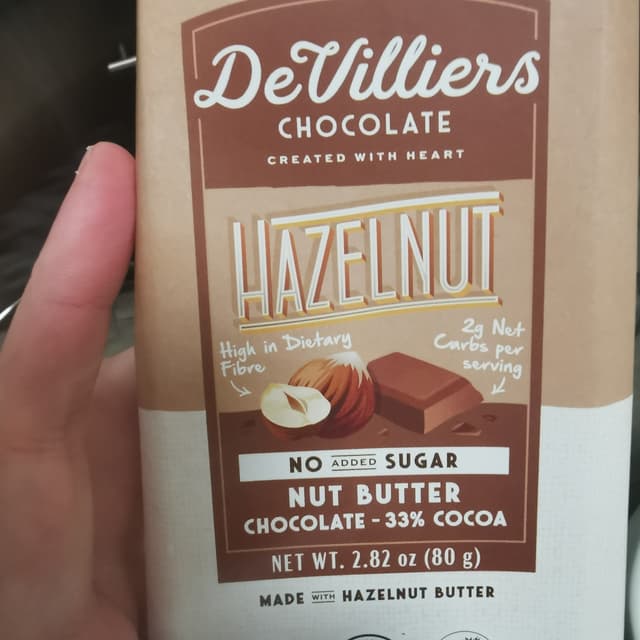 DeVilliers
CHOCOLATE
CREATED WITH HEART
HAZELNUT
High in Dietary
Fibre
2g Net
Carbs per
serving
NO ADDED SUGAR
NUT BUTTER
CHOCOLATE - 33% COCOA
NET WT. 2.82 oz (80 g)
MADE WITH HAZELNUT BUTTER